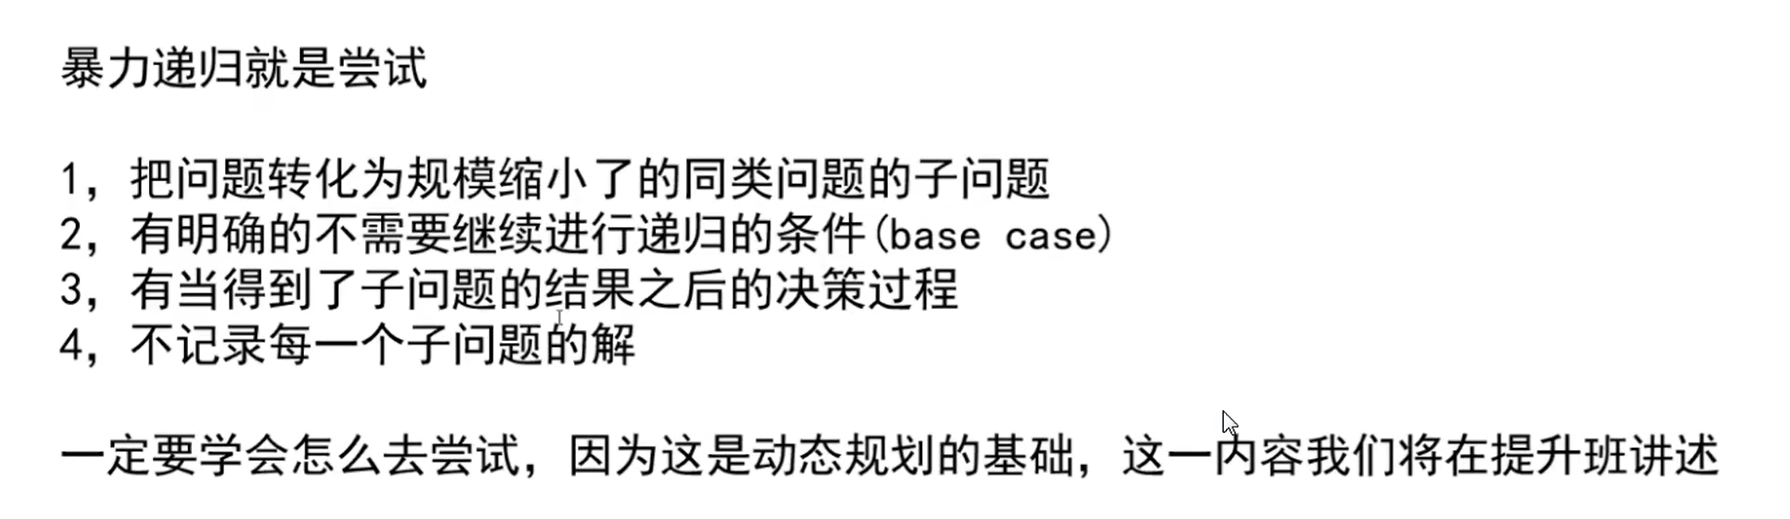 暴力递归就是尝试
1，把问题转化为规模缩小了的同类问题的子问题
2，有明确的不需要继续进行递归的条件(base case)
3，有当得到了子问题的结果之后的决策过程
4，不记录每一个子问题的解
一定要学会怎么去尝试，因为这是动态规划的基础，这一内容我们将在提升班讲述